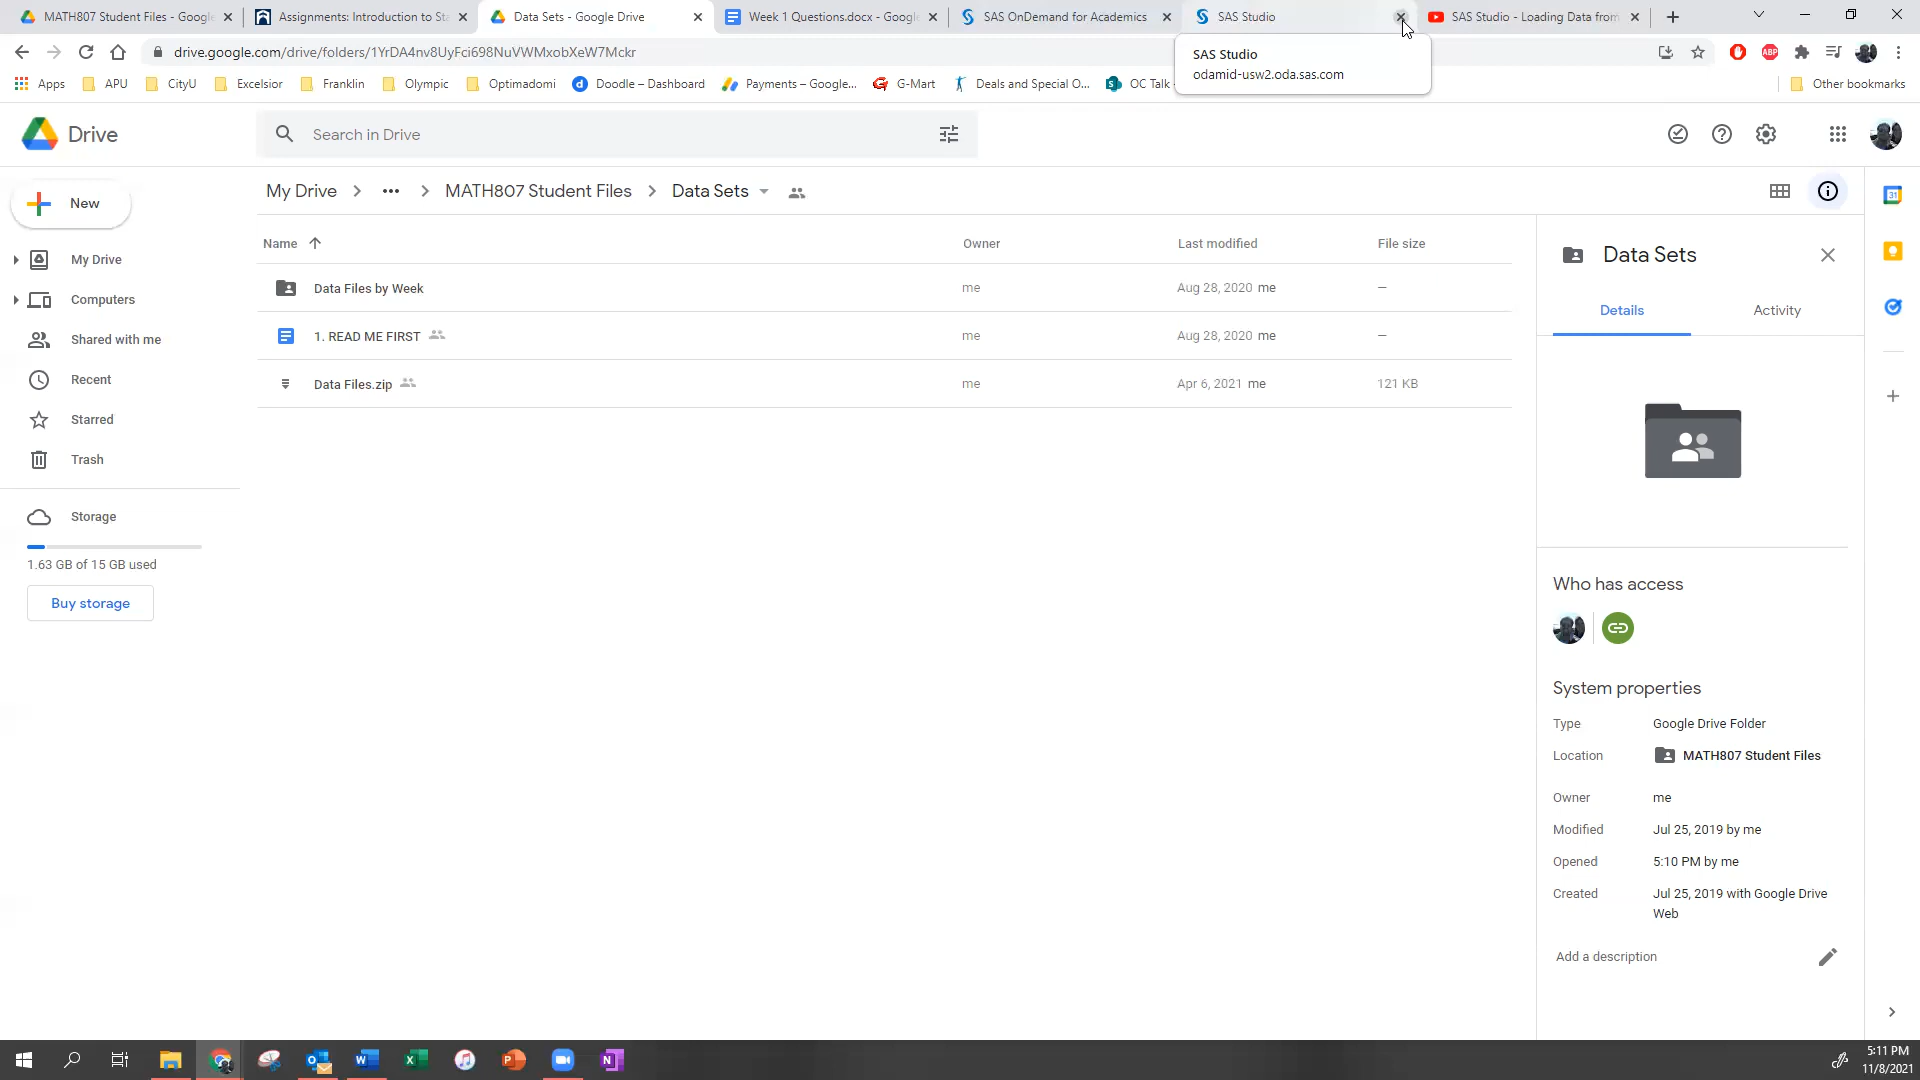 MATH807 Student Files - Google
Assignments: Introduction to Sta
Data Sets - Google Drive
Week 1 Questions.docx - Google
SAS OnDemand for Academics
SAS Studio
SAS Studio - Loading Data from
drive.google.com/drive/folders/1YrDA4nv8UyFci698NuVWMxobXeW7Mckr
SAS Studio
odamid-usw2.oda.sas.com
ABP
Apps
APU
CityU
Excelsior
Franklin
Olympic
Optimadomi
Doodle – Dashboard
Payments – Google...
G-Mart
Deals and Special O...
OC Talk
Other bookmarks
Drive
Search in Drive
New
My Drive
MATH807 Student Files
Data Sets
My Drive
Computers
Shared with me
Recent
Starred
Trash
Storage
1.63 GB of 15 GB used
Buy storage
Name Owner Last modified File size
Data Files by Week me Aug 28, 2020 me —
1. READ ME FIRST me Aug 28, 2020 me —
Data Files.zip me Apr 6, 2021 me 121 KB
Data Sets
Details
Activity
Who has access
System properties
Type Google Drive Folder
Location MATH807 Student Files
Owner me
Modified Jul 25, 2019 by me
Opened 5:10 PM by me
Created Jul 25, 2019 with Google Drive
Web
Add a description
31
5:11 PM
11/8/2021